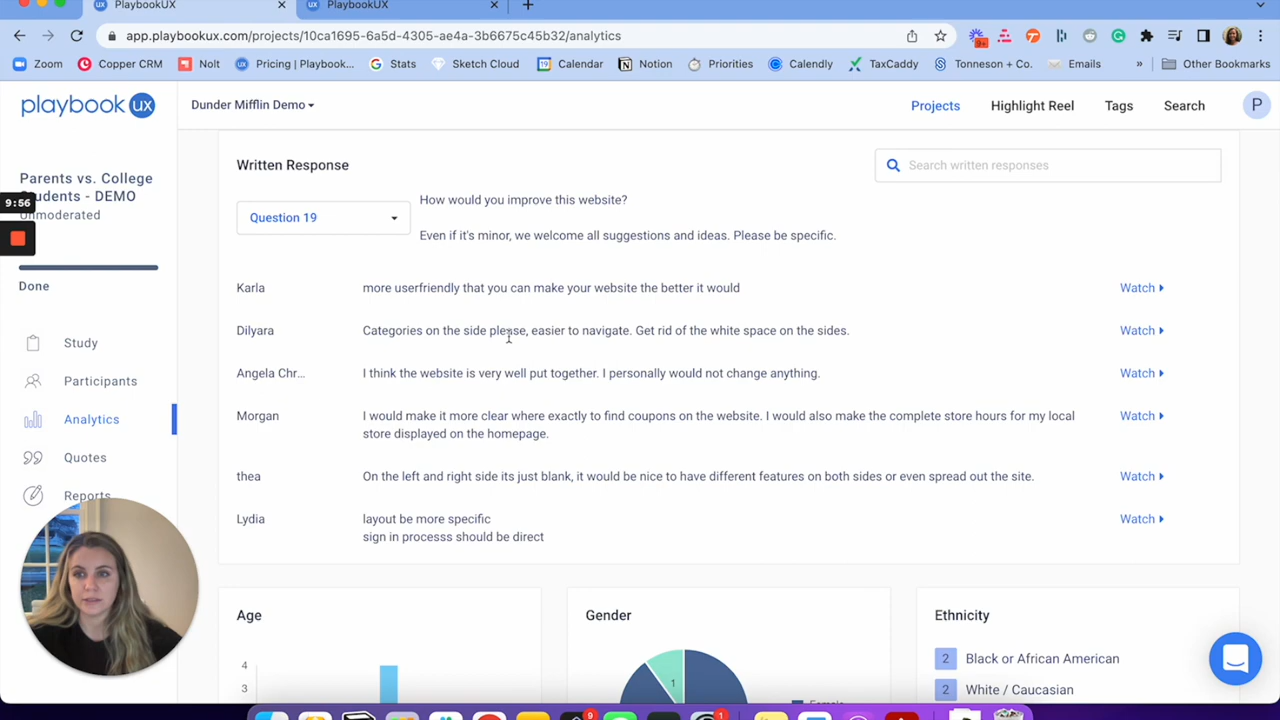 PlaybookUX
PlaybookUX
app.playbookux.com/projects/10ca1695-6a5d-4305-ae4a-3b6675c45b32/analytics
9+
Zoom Copper CRM Nolt Pricing | Playbook... Stats Sketch Cloud Calendar Notion Priorities Calendly TaxCaddy Tonneson + Co. Emails » Other Bookmarks
playbook ux
Dunder Mifflin Demo
Projects Highlight Reel Tags Search P
Parents vs. College
Students - DEMO
Unmoderated
9:56
Done
Study
Participants
Analytics
Quotes
Reports
Written Response
Search written responses
Question 19
How would you improve this website?
Even if it's minor, we welcome all suggestions and ideas. Please be specific.
Karla more userfriendly that you can make your website the better it would Watch
Dilyara Categories on the side please, easier to navigate. Get rid of the white space on the sides. Watch
Angela Chr... I think the website is very well put together. I personally would not change anything. Watch
Morgan I would make it more clear where exactly to find coupons on the website. I would also make the complete store hours for my local Watch
store displayed on the homepage.
thea On the left and right side its just blank, it would be nice to have different features on both sides or even spread out the site. Watch
Lydia layout be more specific Watch
sign in processs should be direct
Age
4
3
Gender
1
Ethnicity
2 Black or African American
2 White / Caucasian
9
1